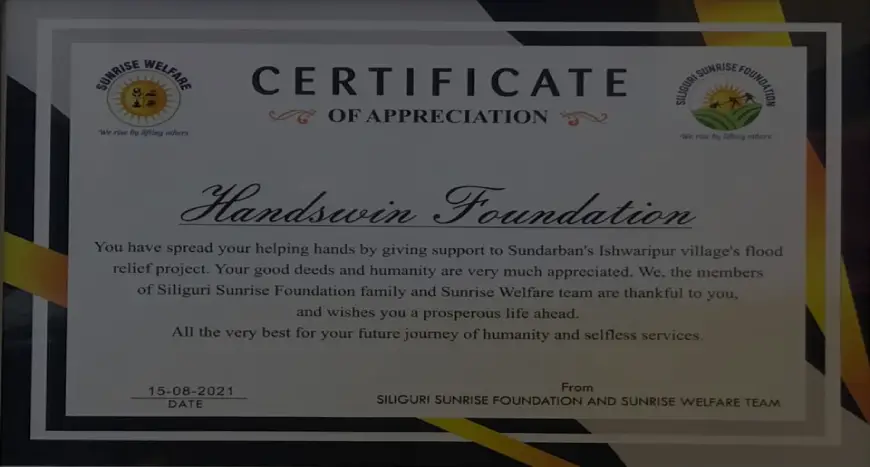 SUNRISE WELFARE
We rise by lifting others
CERTIFICATE
OF APPRECIATION
SILIGURI SUNRISE FOUNDATION
We rise by lifting others
Handswin Foundation
You have spread your helping hands by giving support to Sundarban's Ishwaripur village's flood
relief project. Your good deeds and humanity are very much appreciated. We, the members
of Siliguri Sunrise Foundation family and Sunrise Welfare team are thankful to you,
and wishes you a prosperous life ahead.
All the very best for your future journey of humanity and selfless services.
15-08-2021
DATE
From
SILIGURI SUNRISE FOUNDATION AND SUNRISE WELFARE TEAM